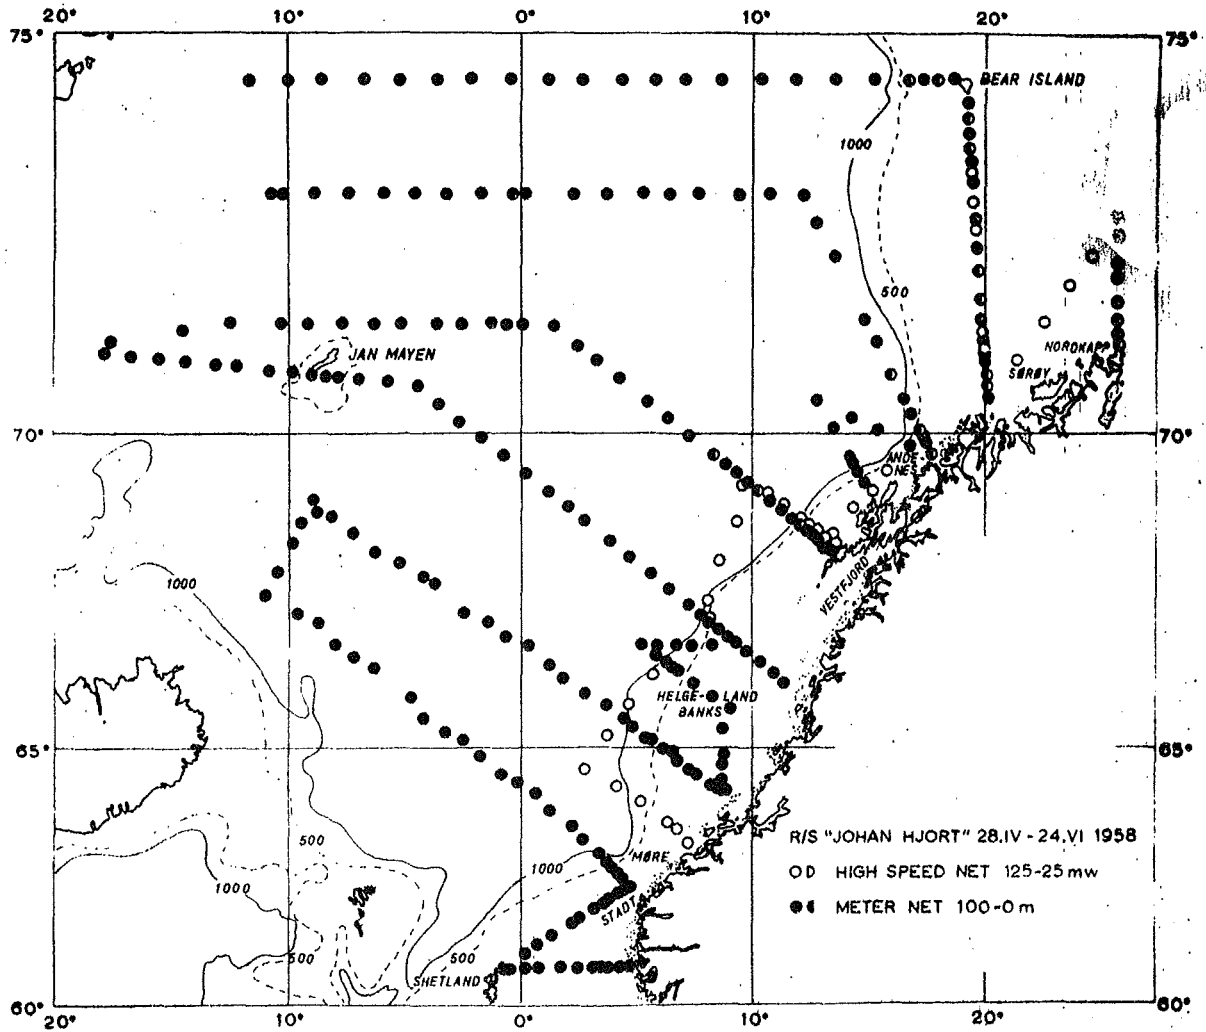 20° 10° 0° 10° 20°
75° 75°
BEAR ISLAND
1000
500
JAN MAYEN
NORDKAPP
SØRØY
70° 70°
ANDE-
NES
1000
VESTFJORD
HELGE- LAND
BANKS
65° 65°
R/S "JOHAN HJORT" 28.IV - 24.VI 1958
500
MØRE
1000
HIGH SPEED NET 125-25 mw
1000
METER NET 100-0 m
STADT
500
500
SHETLAND
60° 60°
20° 10° 0° 10° 20°